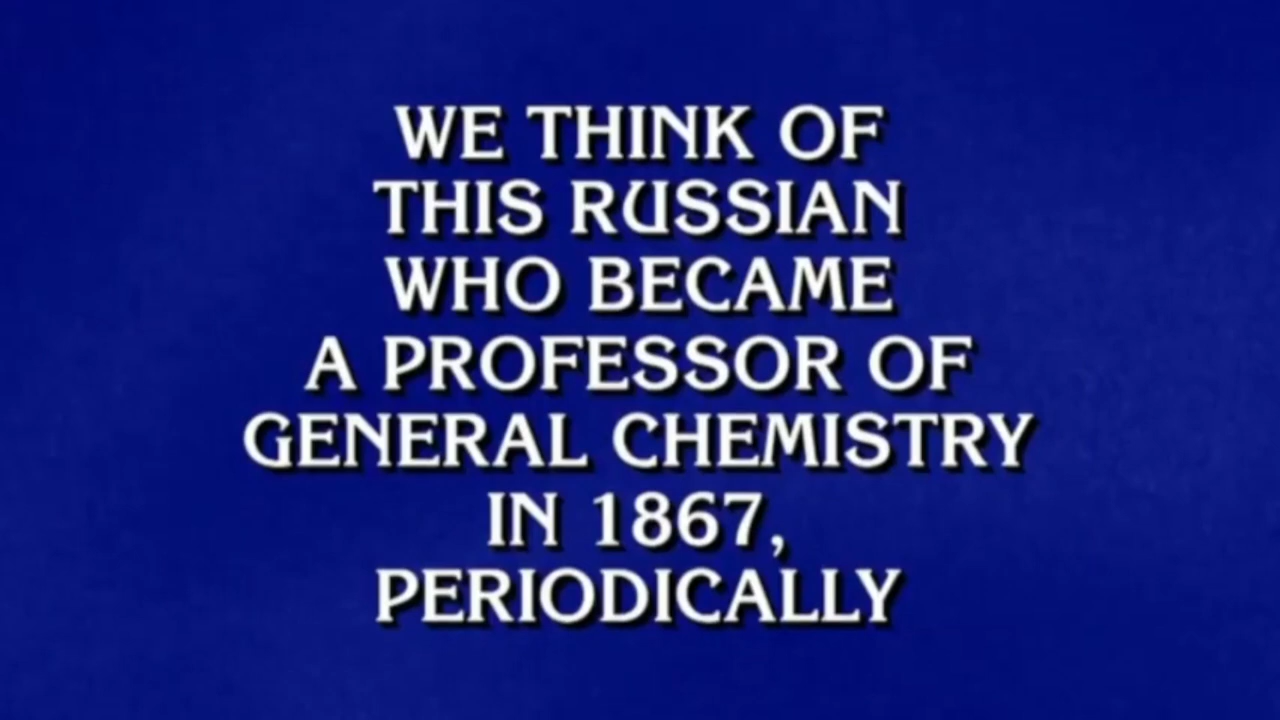 WE THINK OF
THIS RUSSIAN
WHO BECAME
A PROFESSOR OF
GENERAL CHEMISTRY
IN 1867,
PERIODICALLY